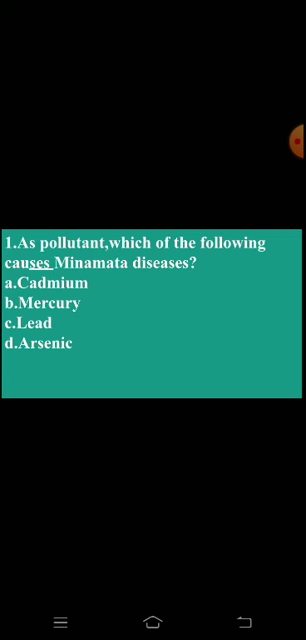 1.As pollutant,which of the following
causes Minamata diseases?
a.Cadmium
b.Mercury
c.Lead
d.Arsenic